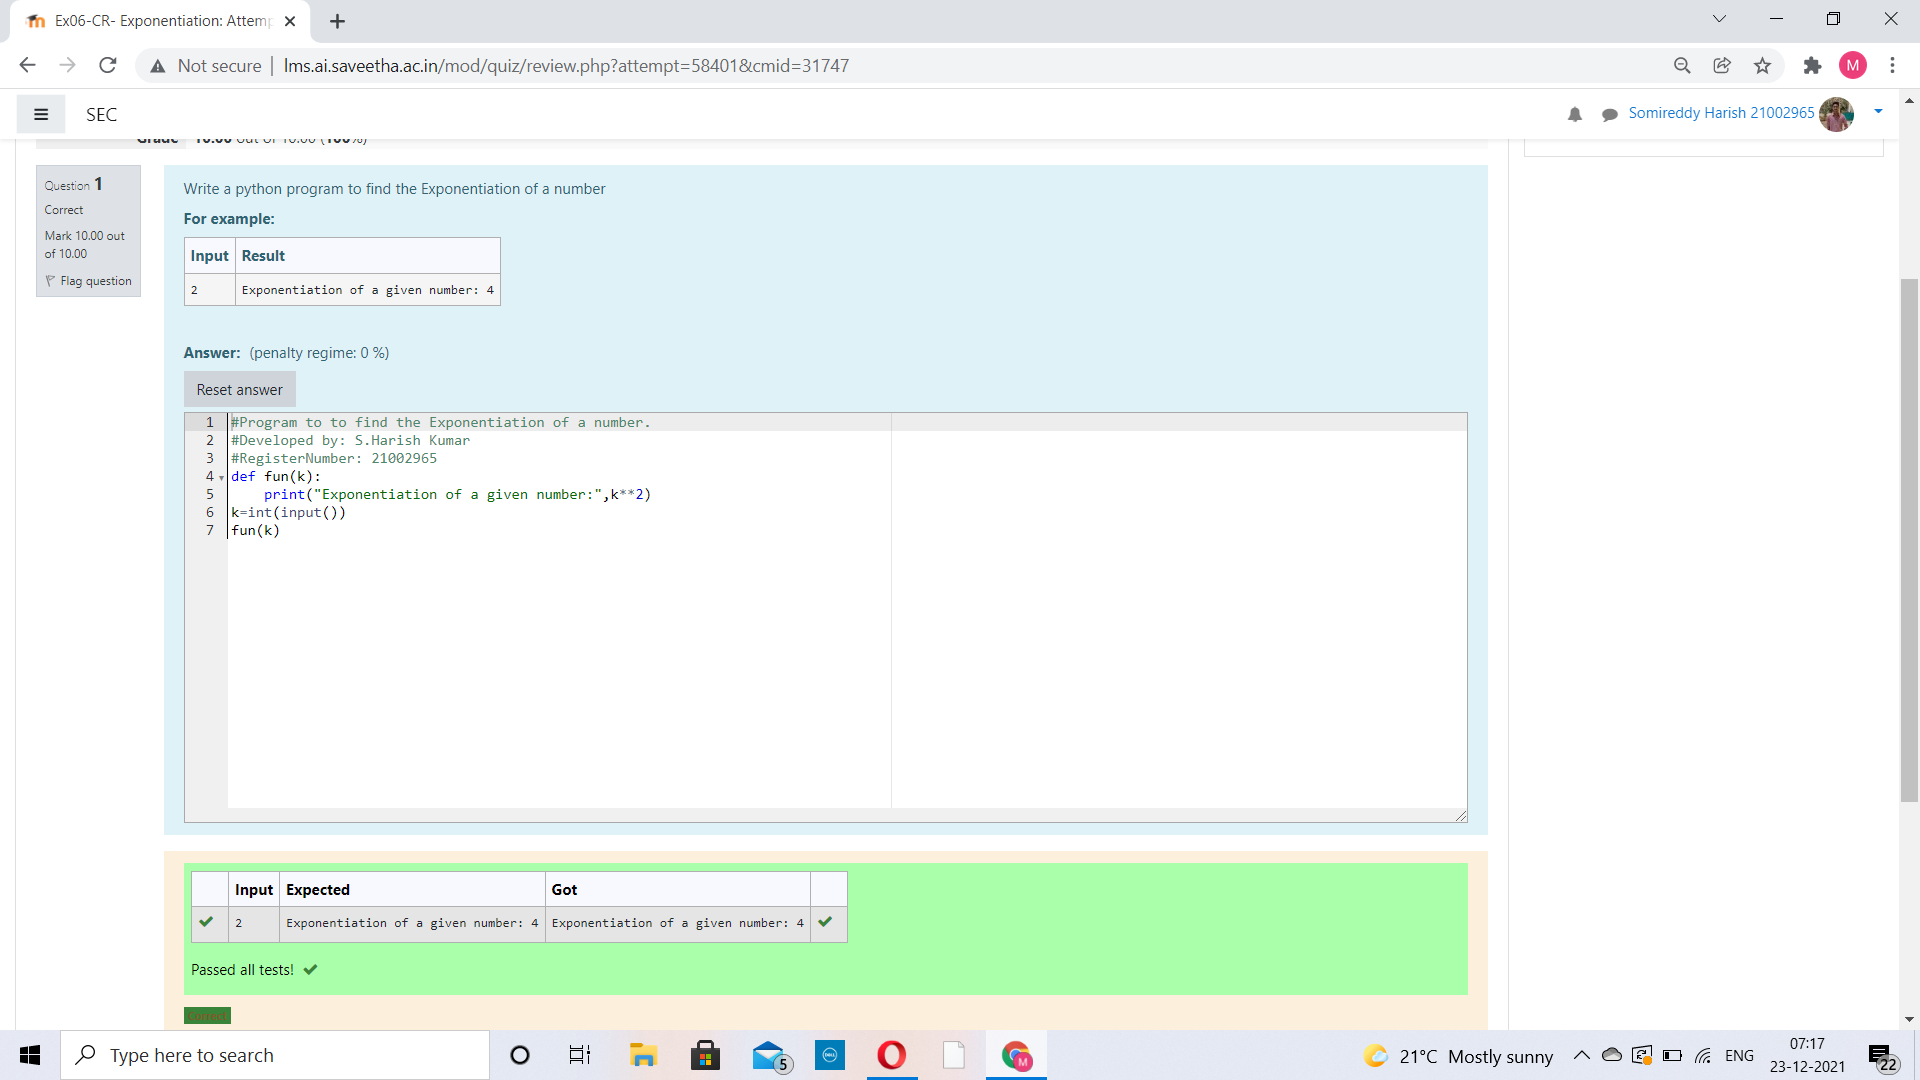 Ex06-CR- Exponentiation: Attemp
Not secure | lms.ai.saveetha.ac.in/mod/quiz/review.php?attempt=58401&cmid=31747
M
SEC
Somireddy Harish 21002965
Grade 10.00 out of 10.00 (100%)
Question 1
Correct
Mark 10.00 out
of 10.00
Flag question
Write a python program to find the Exponentiation of a number
For example:
Input Result
2 Exponentiation of a given number: 4
Answer: (penalty regime: 0 %)
Reset answer
1 #Program to to find the Exponentiation of a number.
2 #Developed by: S.Harish Kumar
3 #RegisterNumber: 21002965
4 def fun(k):
5 print("Exponentiation of a given number:",k**2)
6 k=int(input())
7 fun(k)
Input Expected Got
2 Exponentiation of a given number: 4 Exponentiation of a given number: 4
Passed all tests!
Correct
Type here to search
5
DELL
M
21°C Mostly sunny
ENG
07:17
23-12-2021
22